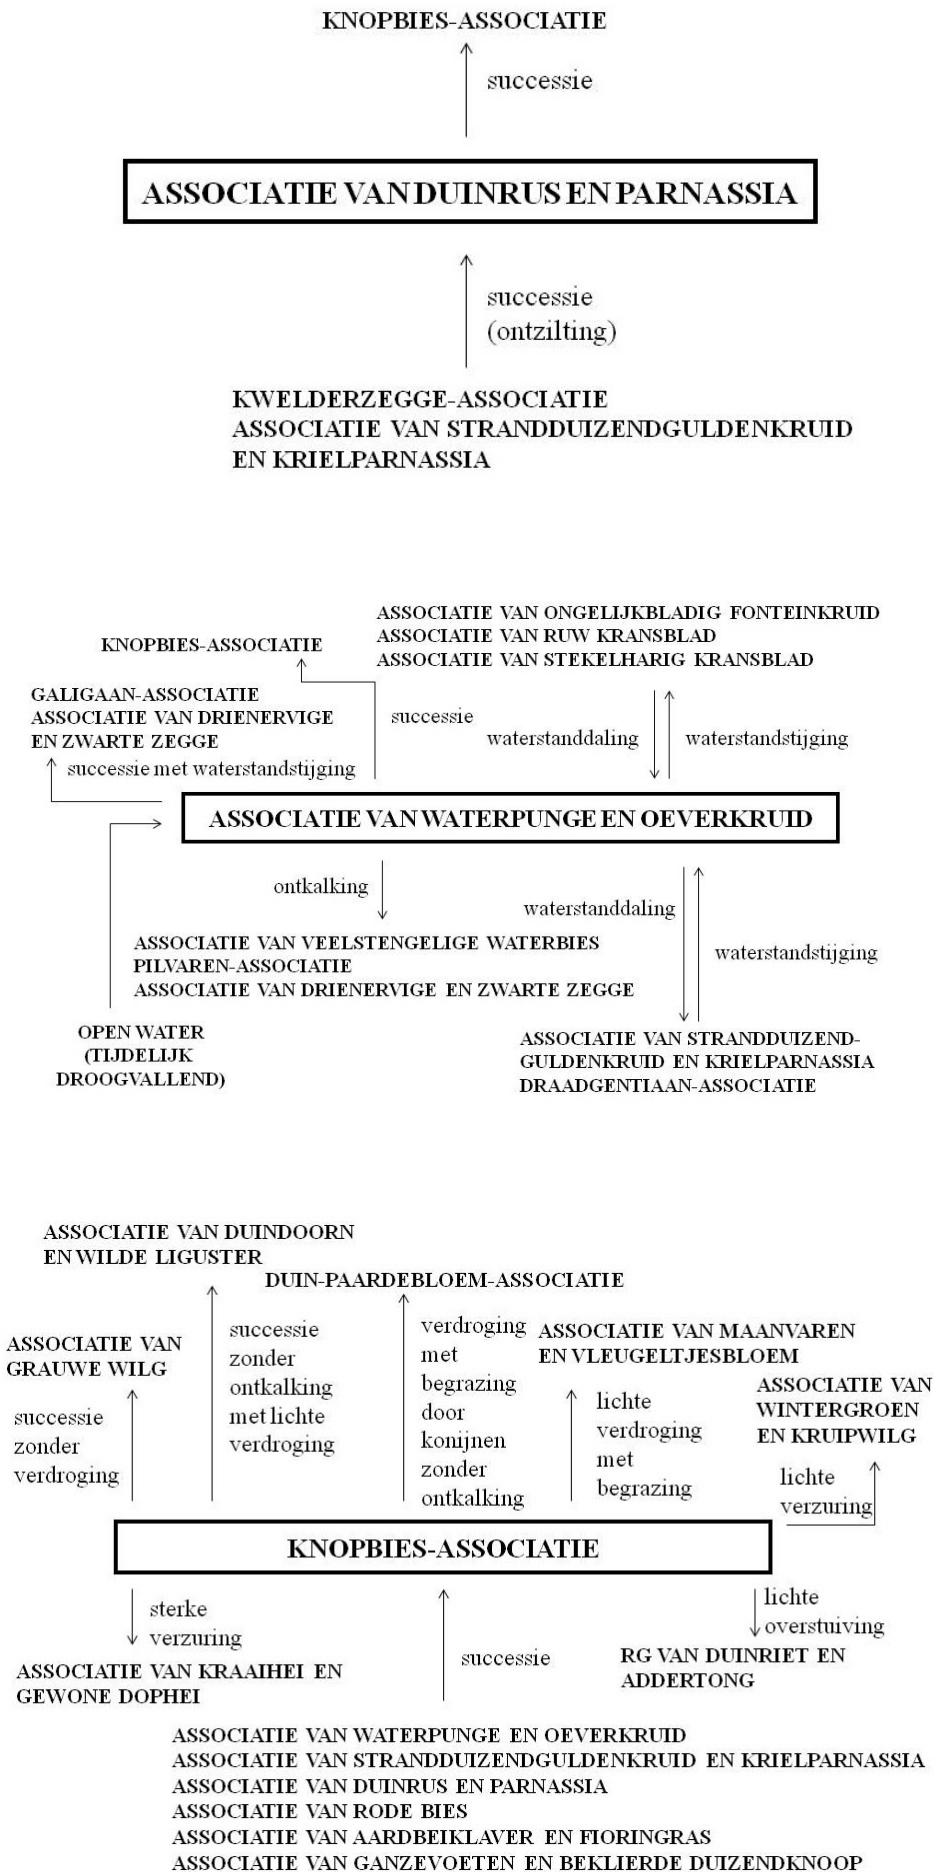 KNOPBIES-ASSOCIATIE
successie
ASSOCIATIE VAN DUINRUS EN PARNASSIA
successie
(ontzilting)
KWELDERZEGGE-ASSOCIATIE
ASSOCIATIE VAN STRANDDUIZENDGULDENKRUID
EN KRIELPARNASSIA
ASSOCIATIE VAN ONGELIJKBLADIG FONTEINKRUID
ASSOCIATIE VAN RUW KRANSBLAD
ASSOCIATIE VAN STEKELHARIG KRANSBLAD
KNOPBIES-ASSOCIATIE
GALIGAAN-ASSOCIATIE
ASSOCIATIE VAN DRIENERVIGE
EN ZWARTE ZEGGE
successie
waterstanddaling
waterstandstijging
successie met waterstandstijging
ASSOCIATIE VAN WATERPUNGE EN OEVERKRUID
ontkalking
waterstanddaling
waterstandstijging
ASSOCIATIE VAN VEELSTENGELIGE WATERBIES
PILVAREN-ASSOCIATIE
ASSOCIATIE VAN DRIENERVIGE EN ZWARTE ZEGGE
OPEN WATER
(TIJDELIJK
DROOGVALLEND)
ASSOCIATIE VAN STRANDDUIZEND-
GULDENKRUID EN KRIELPARNASSIA
DRAADGENTIAAN-ASSOCIATIE
ASSOCIATIE VAN DUINDOORN
EN WILDE LIGUSTER
DUIN-PAARDEBLOEM-ASSOCIATIE
ASSOCIATIE VAN
GRAUWE WILG
successie
zonder
verdroging
successie
zonder
ontkalking
met lichte
verdroging
verdroging
met
begrazing
door
konijnen
zonder
ontkalking
ASSOCIATIE VAN MAANVAREN
EN VLEUGELTJESBLOEM
lichte
verdroging
met
begrazing
ASSOCIATIE VAN
WINTERGROEN
EN KRUIPWILG
lichte
verzuring
KNOPBIES-ASSOCIATIE
sterke
verzuring
ASSOCIATIE VAN KRAAIHEI EN
GEWONE DOPHEI
successie
lichte
overstuiving
RG VAN DUINRIET EN
ADDERTONG
ASSOCIATIE VAN WATERPUNGE EN OEVERKRUID
ASSOCIATIE VAN STRANDDUIZENDGULDENKRUID EN KRIELPARNASSIA
ASSOCIATIE VAN DUINRUS EN PARNASSIA
ASSOCIATIE VAN RODE BIES
ASSOCIATIE VAN AARDBEIKLAVER EN FIORINGRAS
ASSOCIATIE VAN GANZEVOETEN EN BEKLIERDE DUIZENDKNOOP